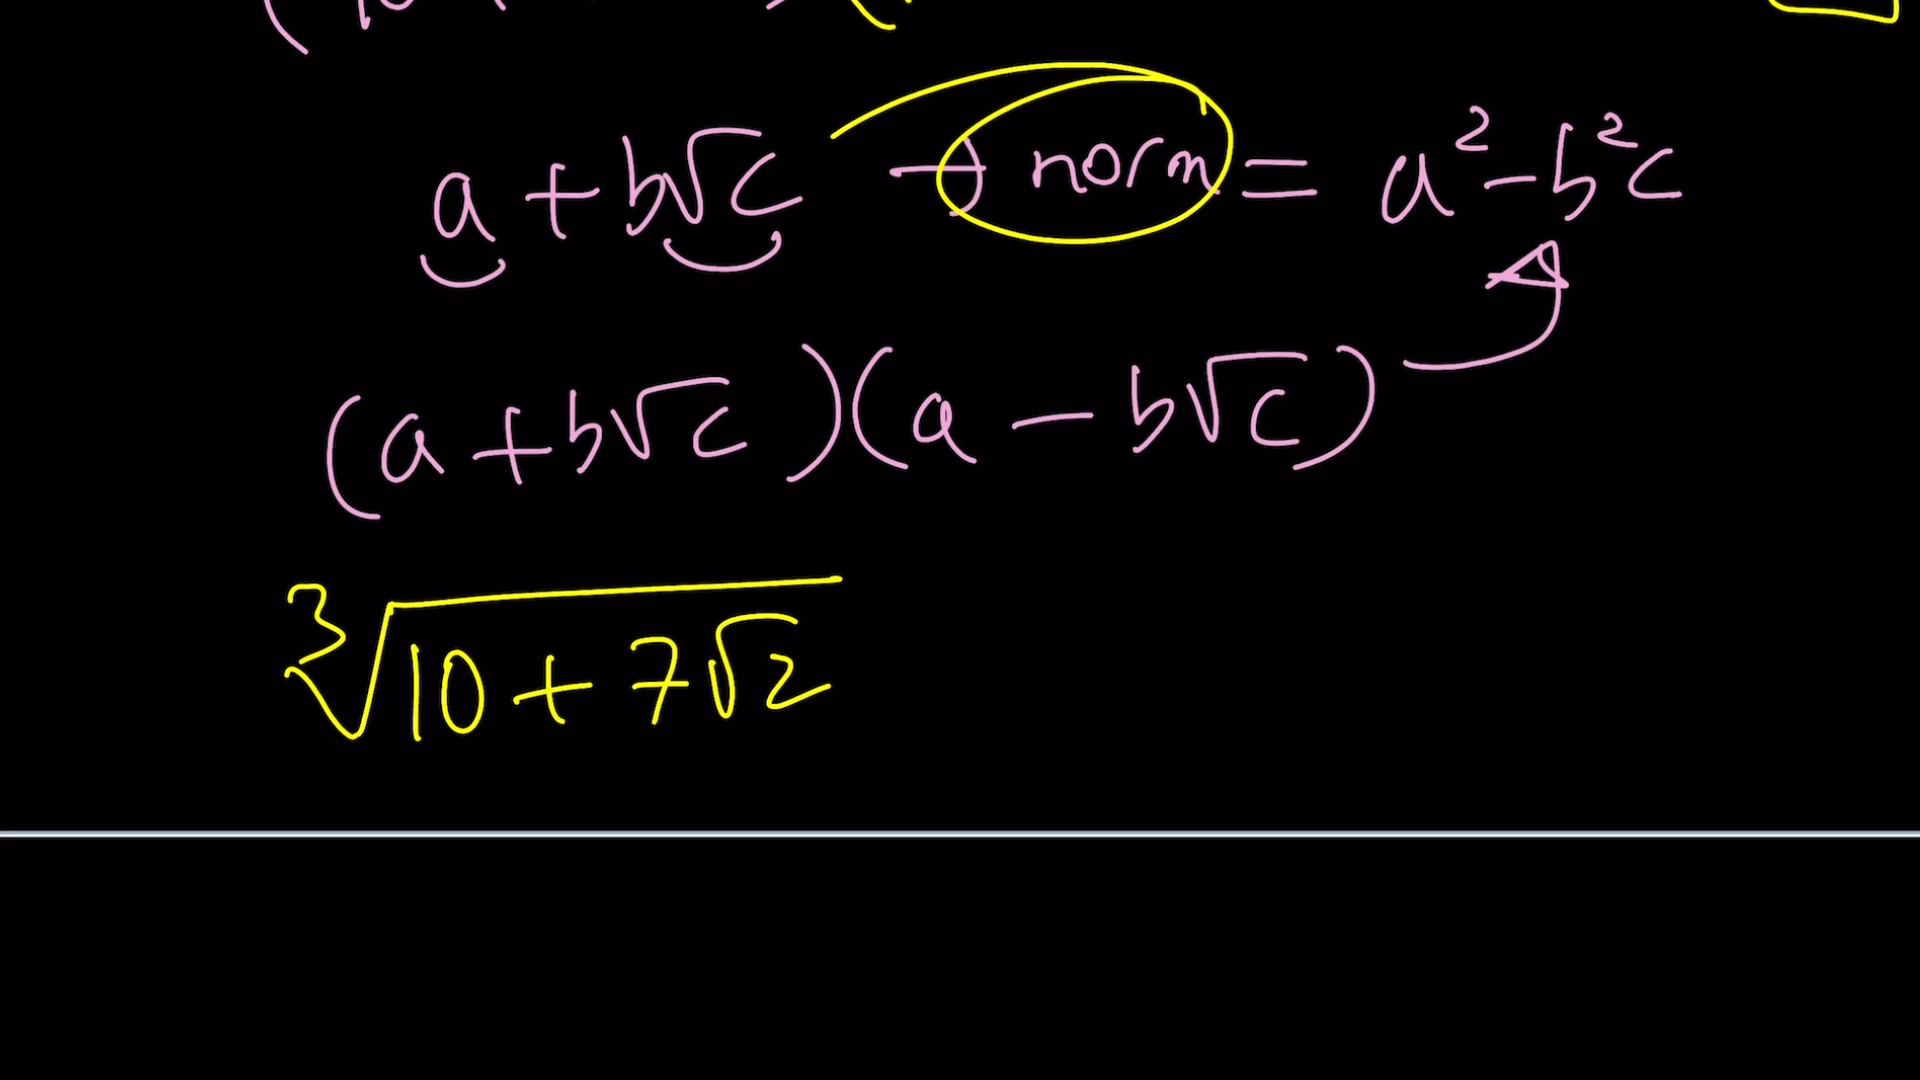 a + b√c → norm = a² - b²c
(a + b√c)(a - b√c)
∛10 + 7√2